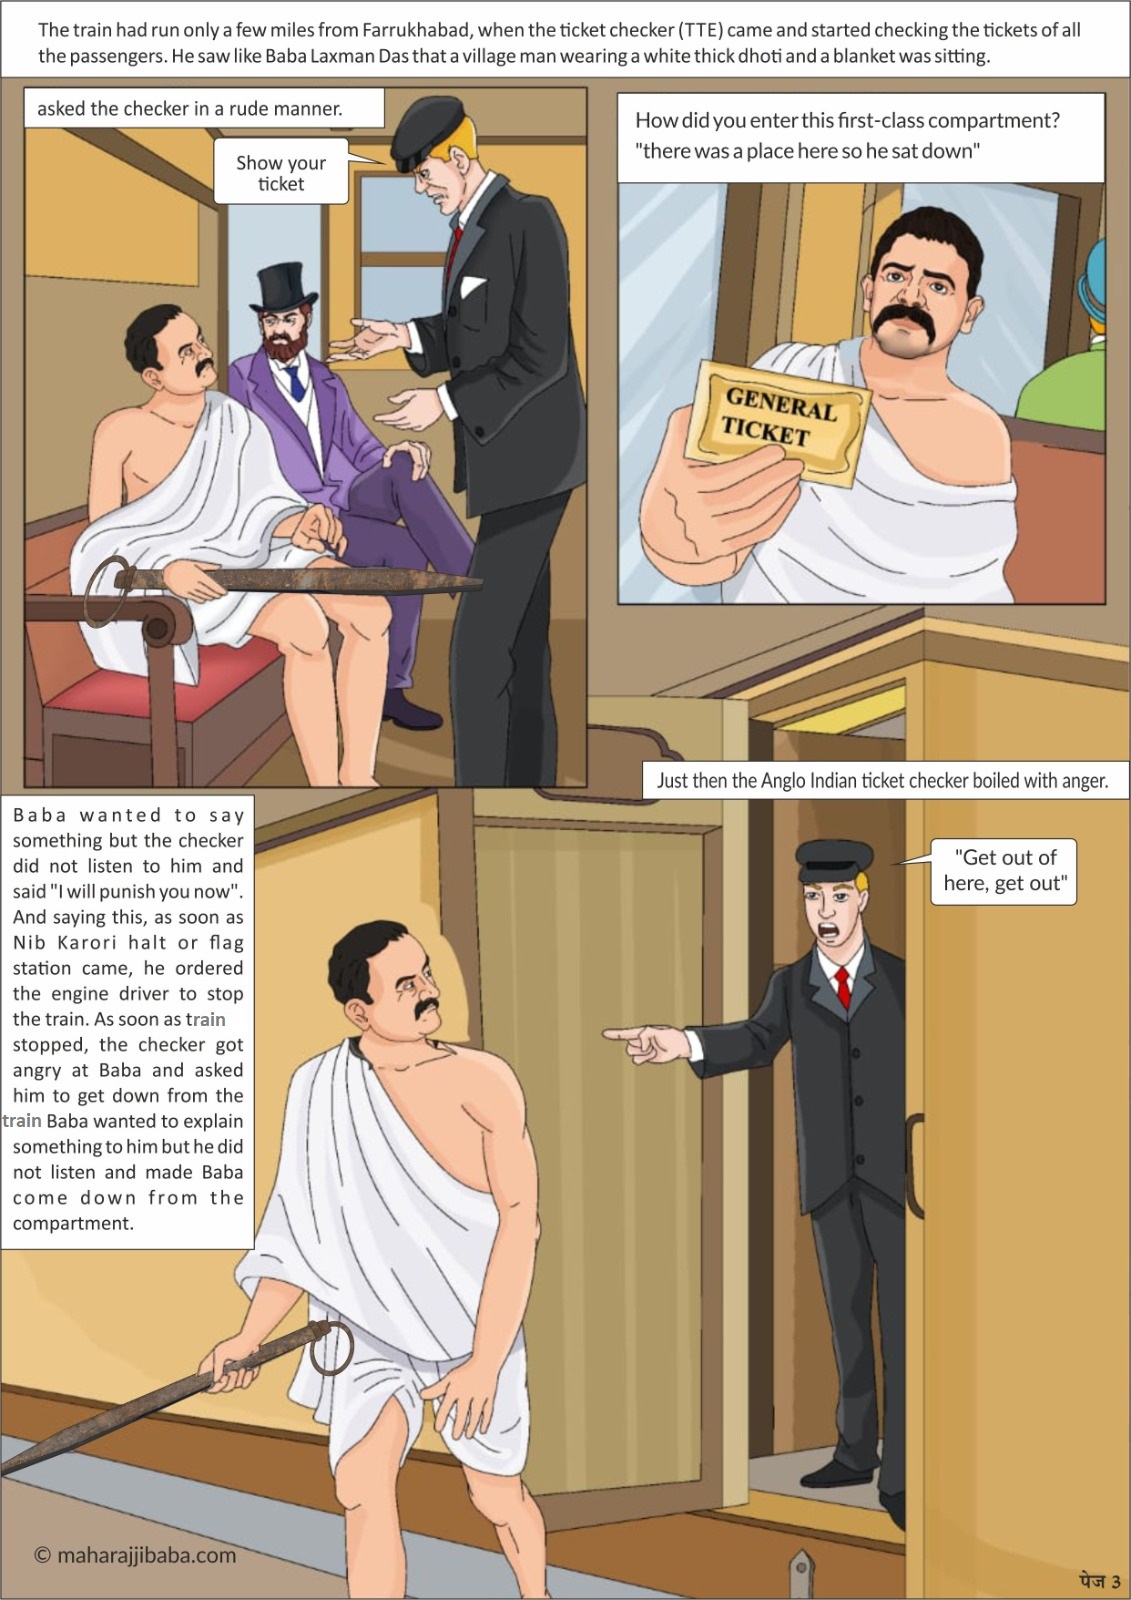 The train had run only a few miles from Farrukhabad, when the ticket checker (TTE) came and started checking the tickets of all
the passengers. He saw like Baba Laxman Das that a village man wearing a white thick dhoti and a blanket was sitting.
asked the checker in a rude manner.
Show your
ticket
How did you enter this first-class compartment?
"there was a place here so he sat down"
GENERAL
TICKET
Just then the Anglo Indian ticket checker boiled with anger.
"Get out of
here, get out"
Baba wanted to say
something but the checker
did not listen to him and
said "I will punish you now".
And saying this, as soon as
Nib Karori halt or flag
station came, he ordered
the engine driver to stop
the train. As soon as train
stopped, the checker got
angry at Baba and asked
him to get down from the
train Baba wanted to explain
something to him but he did
not listen and made Baba
come down from the
compartment.
© maharajjibaba.com
पेज 3